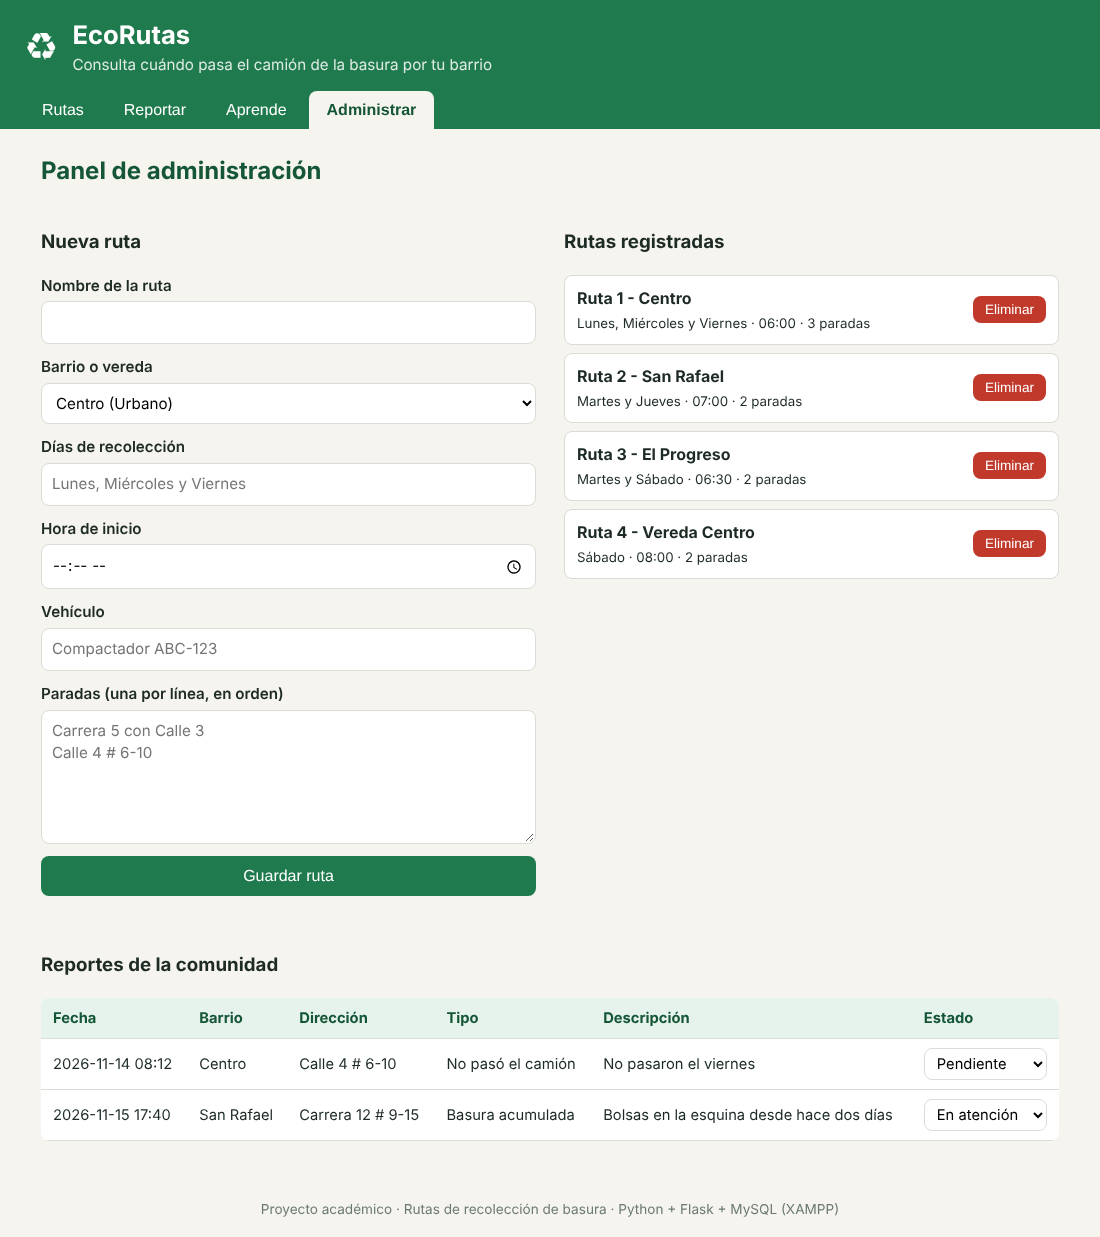 EcoRutas
Consulta cuándo pasa el camión de la basura por tu barrio
Rutas Reportar Aprende Administrar
Panel de administración
Nueva ruta
Nombre de la ruta
Barrio o vereda
Centro (Urbano)
Días de recolección
Lunes, Miércoles y Viernes
Hora de inicio
--:-- --
Vehículo
Compactador ABC-123
Paradas (una por línea, en orden)
Carrera 5 con Calle 3
Calle 4 # 6-10
Guardar ruta
Rutas registradas
Ruta 1 - Centro
Lunes, Miércoles y Viernes · 06:00 · 3 paradas
Eliminar
Ruta 2 - San Rafael
Martes y Jueves · 07:00 · 2 paradas
Eliminar
Ruta 3 - El Progreso
Martes y Sábado · 06:30 · 2 paradas
Eliminar
Ruta 4 - Vereda Centro
Sábado · 08:00 · 2 paradas
Eliminar
Reportes de la comunidad
Fecha Barrio Dirección Tipo Descripción Estado
2026-11-14 08:12 Centro Calle 4 # 6-10 No pasó el camión No pasaron el viernes Pendiente
2026-11-15 17:40 San Rafael Carrera 12 # 9-15 Basura acumulada Bolsas en la esquina desde hace dos días En atención
Proyecto académico · Rutas de recolección de basura · Python + Flask + MySQL (XAMPP)